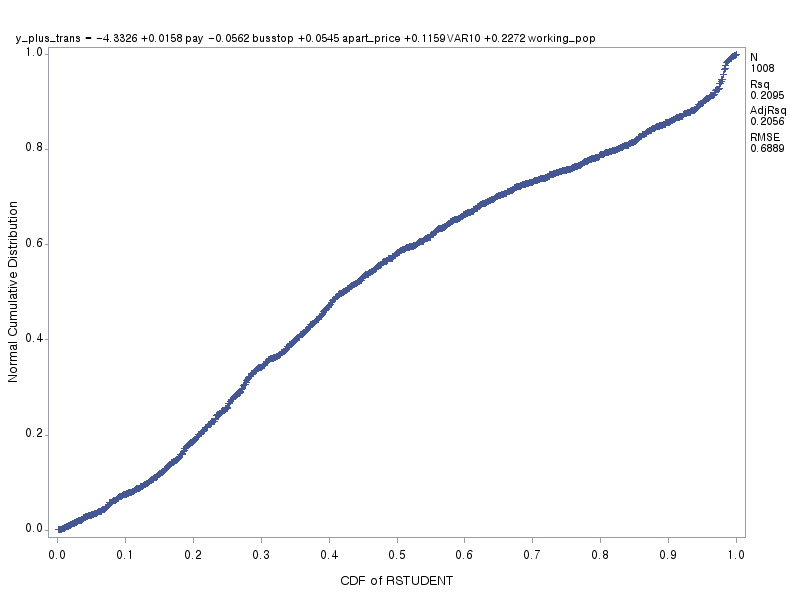 y_plus_trans = -4.3326 +0.0158 pay -0.0562 busstop +0.0545 apart_price +0.1159 VAR10 +0.2272 working_pop
N
1008
Rsq
0.2095
AdjRsq
0.2056
RMSE
0.6889
1.0
0.8
0.6
0.4
0.2
0.0
Normal Cumulative Distribution
0.0 0.1 0.2 0.3 0.4 0.5 0.6 0.7 0.8 0.9 1.0
CDF of RSTUDENT